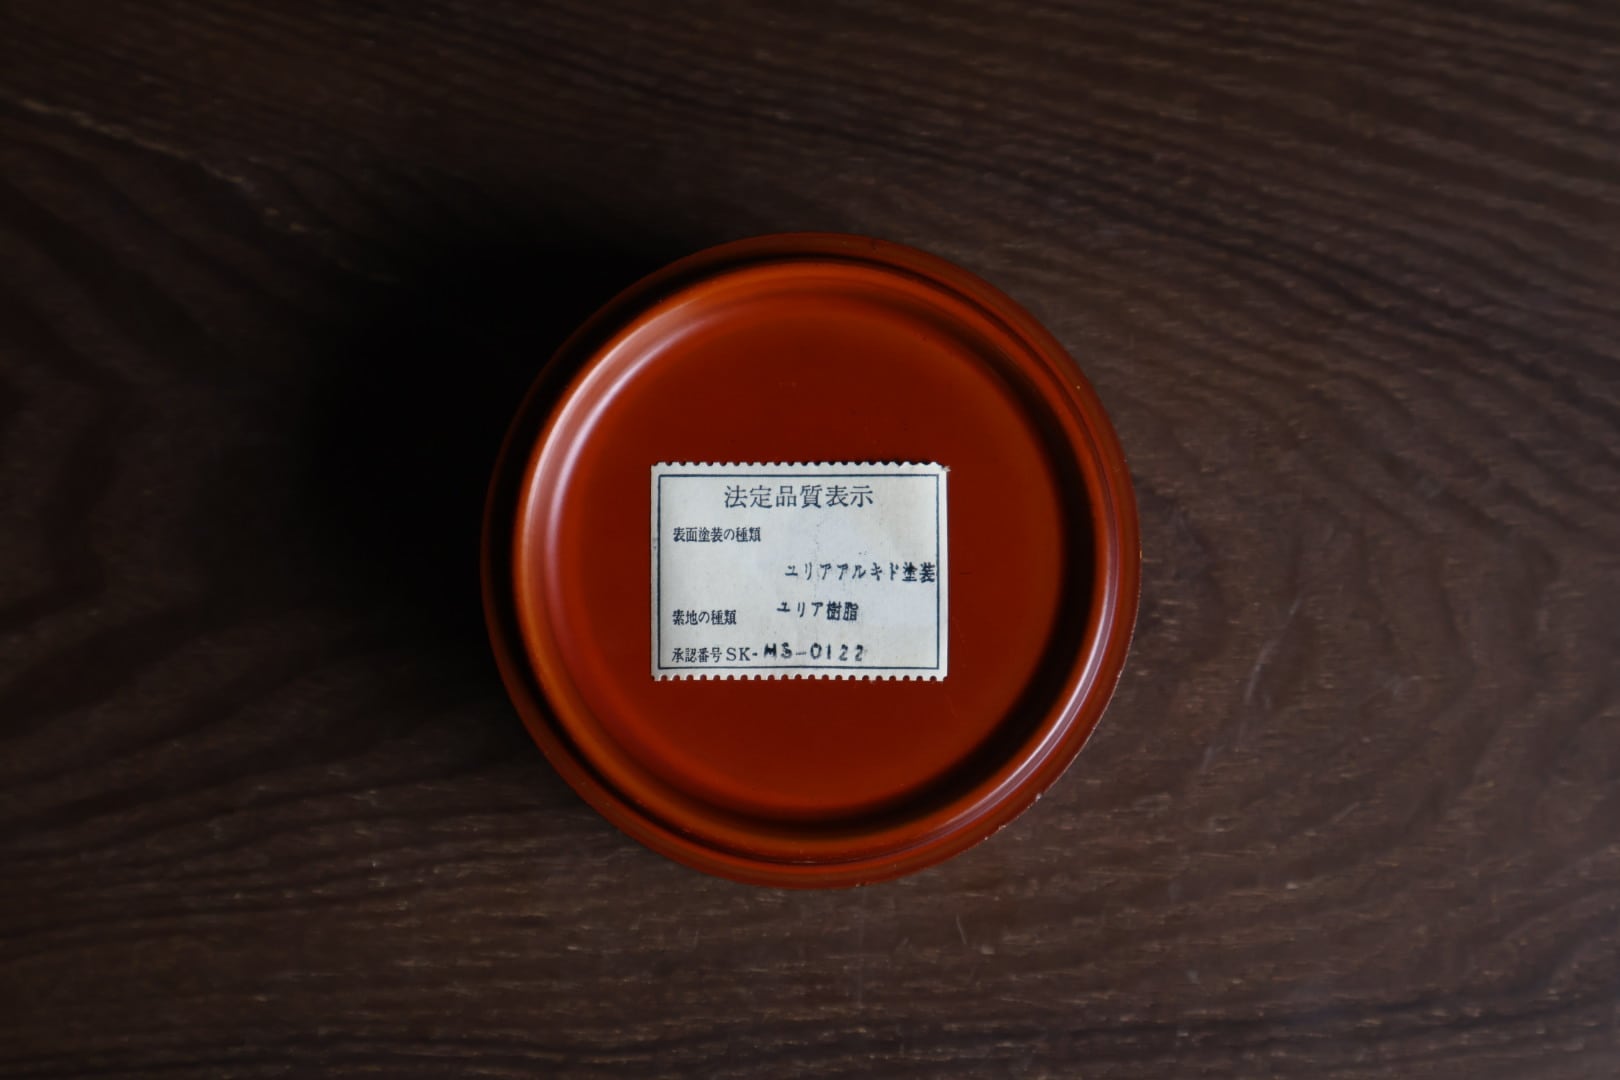 法定品質表示
表面塗装の種類
ユリアアルキド塗装
素地の種類 ユリア樹脂
承認番号 SK-MS-0122